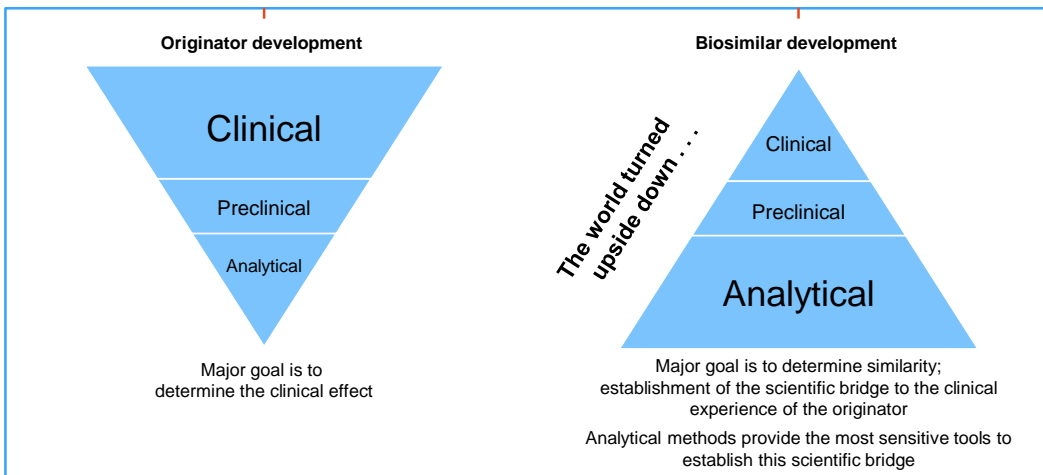 Originator development
Clinical
Preclinical
Analytical
Major goal is to
determine the clinical effect
Biosimilar development
The world turned
upside down . . .
Clinical
Preclinical
Analytical
Major goal is to determine similarity;
establishment of the scientific bridge to the clinical
experience of the originator
Analytical methods provide the most sensitive tools to
establish this scientific bridge